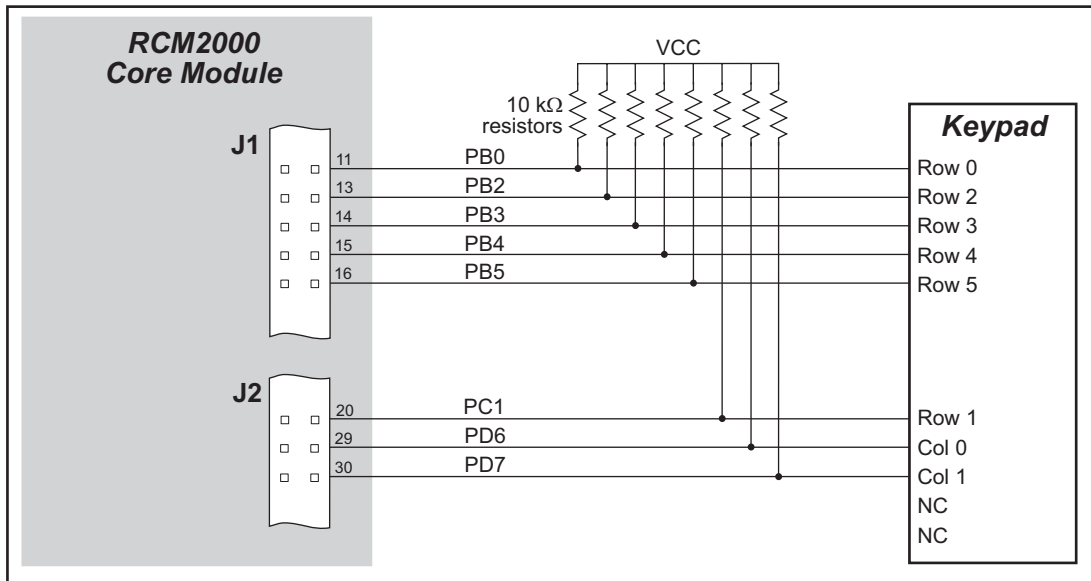 RCM2000
Core Module
VCC
10 kΩ
resistors
Keypad
J1
11 PB0 Row 0
13 PB2 Row 2
14 PB3 Row 3
15 PB4 Row 4
16 PB5 Row 5
J2
20 PC1 Row 1
29 PD6 Col 0
30 PD7 Col 1
NC
NC